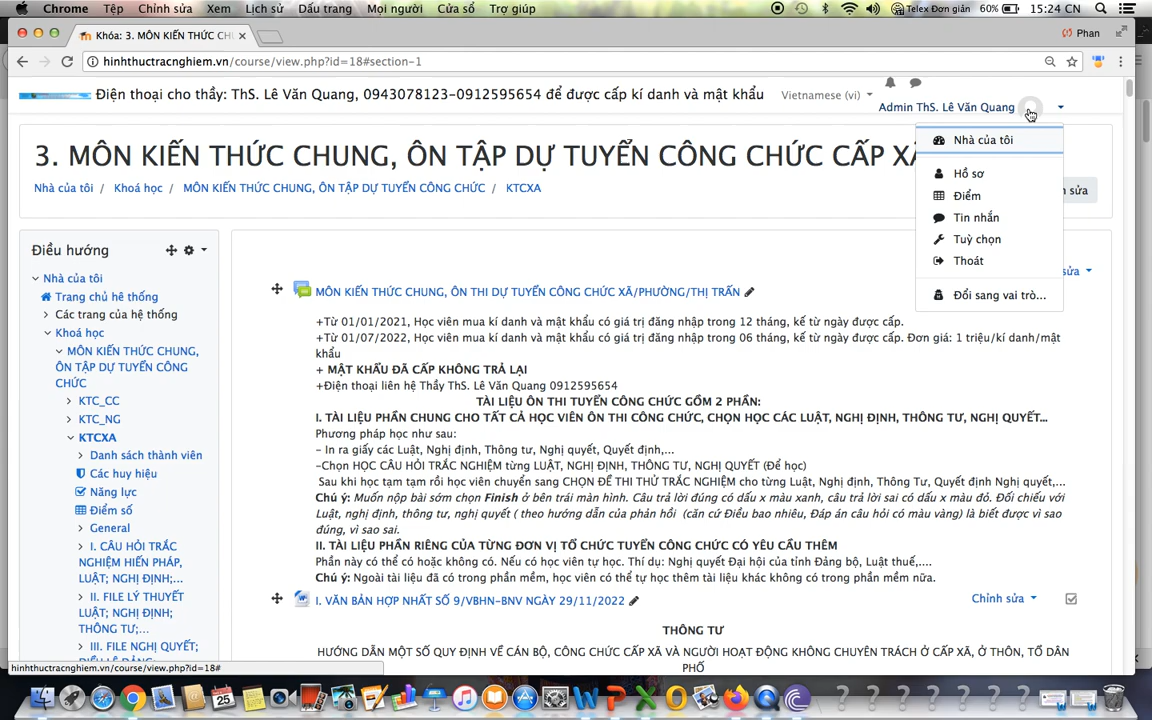 Chrome Tệp Chỉnh sửa Xem Lịch sử Dấu trang Mọi người Cửa sổ Trợ giúp Telex Đơn giản 60% 15:24 CN
Khóa: 3. MÔN KIẾN THỨC CHU Phan
hinhthuctracnghiem.vn/course/view.php?id=18#section-1
Điện thoại cho thầy: ThS. Lê Văn Quang, 0943078123-0912595654 để được cấp kí danh và mật khẩu Vietnamese (vi)
Admin ThS. Lê Văn Quang
Nhà của tôi
Hồ sơ
Điểm
Tin nhắn
Tuỳ chọn
Thoát
Đổi sang vai trò...
3. MÔN KIẾN THỨC CHUNG, ÔN TẬP DỰ TUYỂN CÔNG CHỨC CẤP XÃ
Nhà của tôi / Khoá học / MÔN KIẾN THỨC CHUNG, ÔN TẬP DỰ TUYỂN CÔNG CHỨC / KTCXA
sửa
Điều hướng
Nhà của tôi
Trang chủ hệ thống
Các trang của hệ thống
Khoá học
MÔN KIẾN THỨC CHUNG,
ÔN TẬP DỰ TUYỂN CÔNG
CHỨC
KTC_CC
KTC_NG
KTCXA
Danh sách thành viên
Các huy hiệu
Năng lực
Điểm số
General
I. CÂU HỎI TRẮC
NGHIỆM HIẾN PHÁP,
LUẬT; NGHỊ ĐỊNH;...
II. FILE LÝ THUYẾT
LUẬT; NGHỊ ĐỊNH;
THÔNG TƯ;...
III. FILE NGHỊ QUYẾT;
sửa
MÔN KIẾN THỨC CHUNG, ÔN THI DỰ TUYỂN CÔNG CHỨC XÃ/PHƯỜNG/THỊ TRẤN
+Từ 01/01/2021, Học viên mua kí danh và mật khẩu có giá trị đăng nhập trong 12 tháng, kế từ ngày được cấp.
+Từ 01/07/2022, Học viên mua kí danh và mật khẩu có giá trị đăng nhập trong 06 tháng, kế từ ngày được cấp. Đơn giá: 1 triệu/kí danh/mật
khẩu
+ MẬT KHẨU ĐÃ CẤP KHÔNG TRẢ LẠI
+Điện thoại liên hệ Thầy ThS. Lê Văn Quang 0912595654
TÀI LIỆU ÔN THI TUYỂN CÔNG CHỨC GỒM 2 PHẦN:
I. TÀI LIỆU PHẦN CHUNG CHO TẤT CẢ HỌC VIÊN ÔN THI CÔNG CHỨC, CHỌN HỌC CÁC LUẬT, NGHỊ ĐỊNH, THÔNG TƯ, NGHỊ QUYẾT...
Phương pháp học như sau:
- In ra giấy các Luật, Nghị định, Thông tư, Nghị quyết, Quyết định,...
-Chọn HỌC CÂU HỎI TRẮC NGHIỆM từng LUẬT, NGHỊ ĐỊNH, THÔNG TƯ, NGHỊ QUYẾT (Để học)
Sau khi học tạm tạm rồi học viên chuyển sang CHỌN ĐỀ THI THỬ TRẮC NGHIỆM cho từng Luật, Nghị định, Thông Tư, Quyết định Nghị quyết,...
Chú ý: Muốn nộp bài sớm chọn Finish ở bên trái màn hình. Câu trả lời đúng có dấu x màu xanh, câu trả lời sai có dấu x màu đỏ. Đối chiếu với
Luật, nghị định, thông tư, nghị quyết ( theo hướng dẫn của phản hồi (căn cứ Điều bao nhiêu, Đáp án câu hỏi có màu vàng) là biết được vì sao
đúng, vì sao sai.
II. TÀI LIỆU PHẦN RIÊNG CỦA TỪNG ĐƠN VỊ TỔ CHỨC TUYỂN CÔNG CHỨC CÓ YÊU CẦU THÊM
Phần này có thể có hoặc không có. Nếu có học viên tự học. Thí dụ: Nghị quyết Đại hội của tỉnh Đảng bộ, Luật thuế,....
Chú ý: Ngoài tài liệu đã có trong phần mềm, học viên có thể tự học thêm tài liệu khác không có trong phần mềm nữa.
I. VĂN BẢN HỢP NHẤT SỐ 9/VBHN-BNV NGÀY 29/11/2022 Chỉnh sửa
THÔNG TƯ
HƯỚNG DẪN MỘT SỐ QUY ĐỊNH VỀ CÁN BỘ, CÔNG CHỨC CẤP XÃ VÀ NGƯỜI HOẠT ĐỘNG KHÔNG CHUYÊN TRÁCH Ở CẤP XÃ, Ở THÔN, TỔ DÂN
PHỐ
hinhthuctracnghiem.vn/course/view.php?id=18#